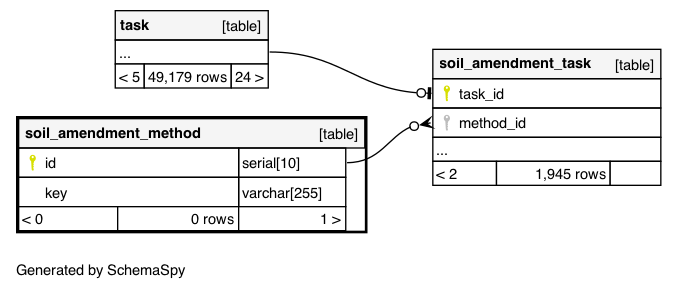 task [table]
...
< 5 49,179 rows 24 >
soil_amendment_task [table]
task_id
method_id
...
< 2 1,945 rows
soil_amendment_method [table]
id serial[10]
key varchar[255]
< 0 0 rows 1 >
Generated by SchemaSpy